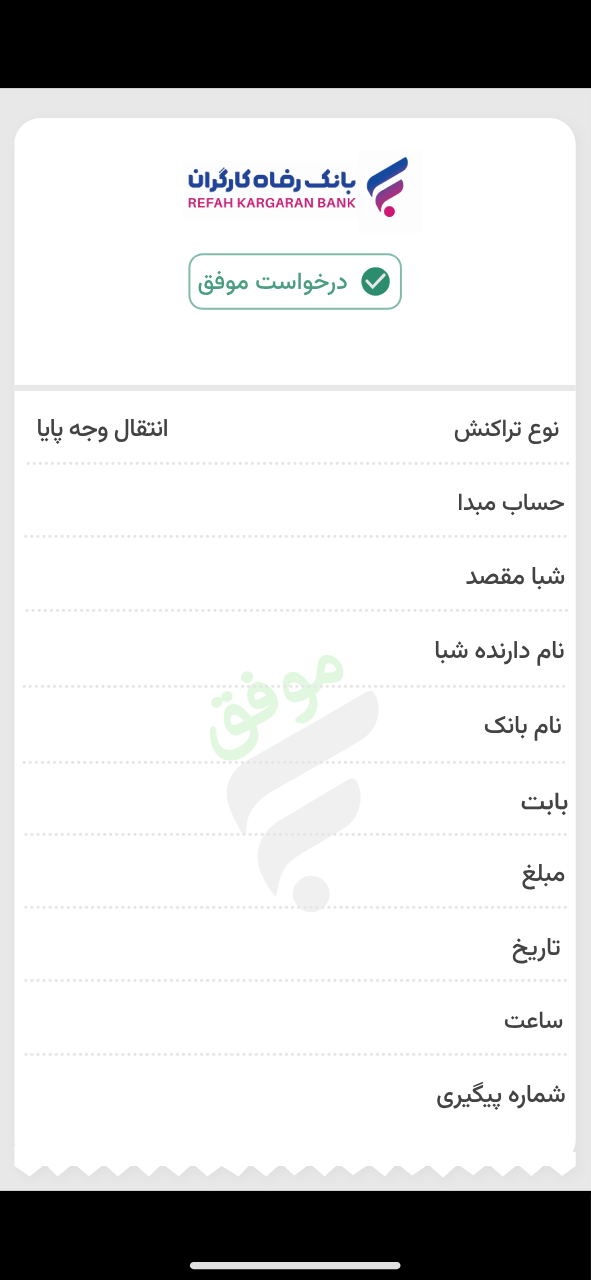 بانک رفاه کارگران
REFAH KARGARAN BANK
درخواست موفق
نوع تراکنش انتقال وجه پایا
حساب مبدا
شبا مقصد
نام دارنده شبا
موفق
نام بانک
بابت
مبلغ
تاریخ
ساعت
شماره پیگیری